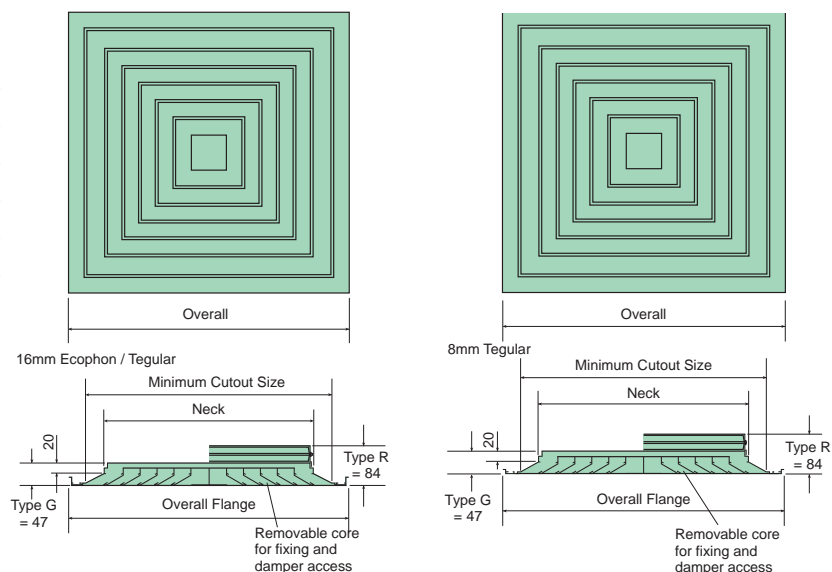 Overall
16mm Ecophon / Tegular
Minimum Cutout Size
Neck
20
Type R
= 84
Type G
= 47
Overall Flange
Removable core
for fixing and
damper access
Overall
8mm Tegular
Minimum Cutout Size
Neck
20
Type R
= 84
Type G
= 47
Overall Flange
Removable core
for fixing and
damper access